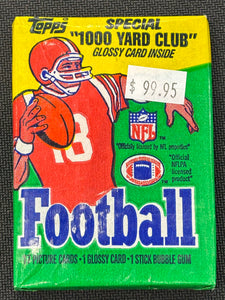 Topps
SPECIAL
"1000 YARD CLUB"
GLOSSY CARD INSIDE
$ 99.95
NFL
"Officially licensed by NFL properties"
"Official
NFLPA
licensed
product"
18
Football
PICTURE CARDS • 1 GLOSSY CARD • 1 STICK BUBBLE GUM